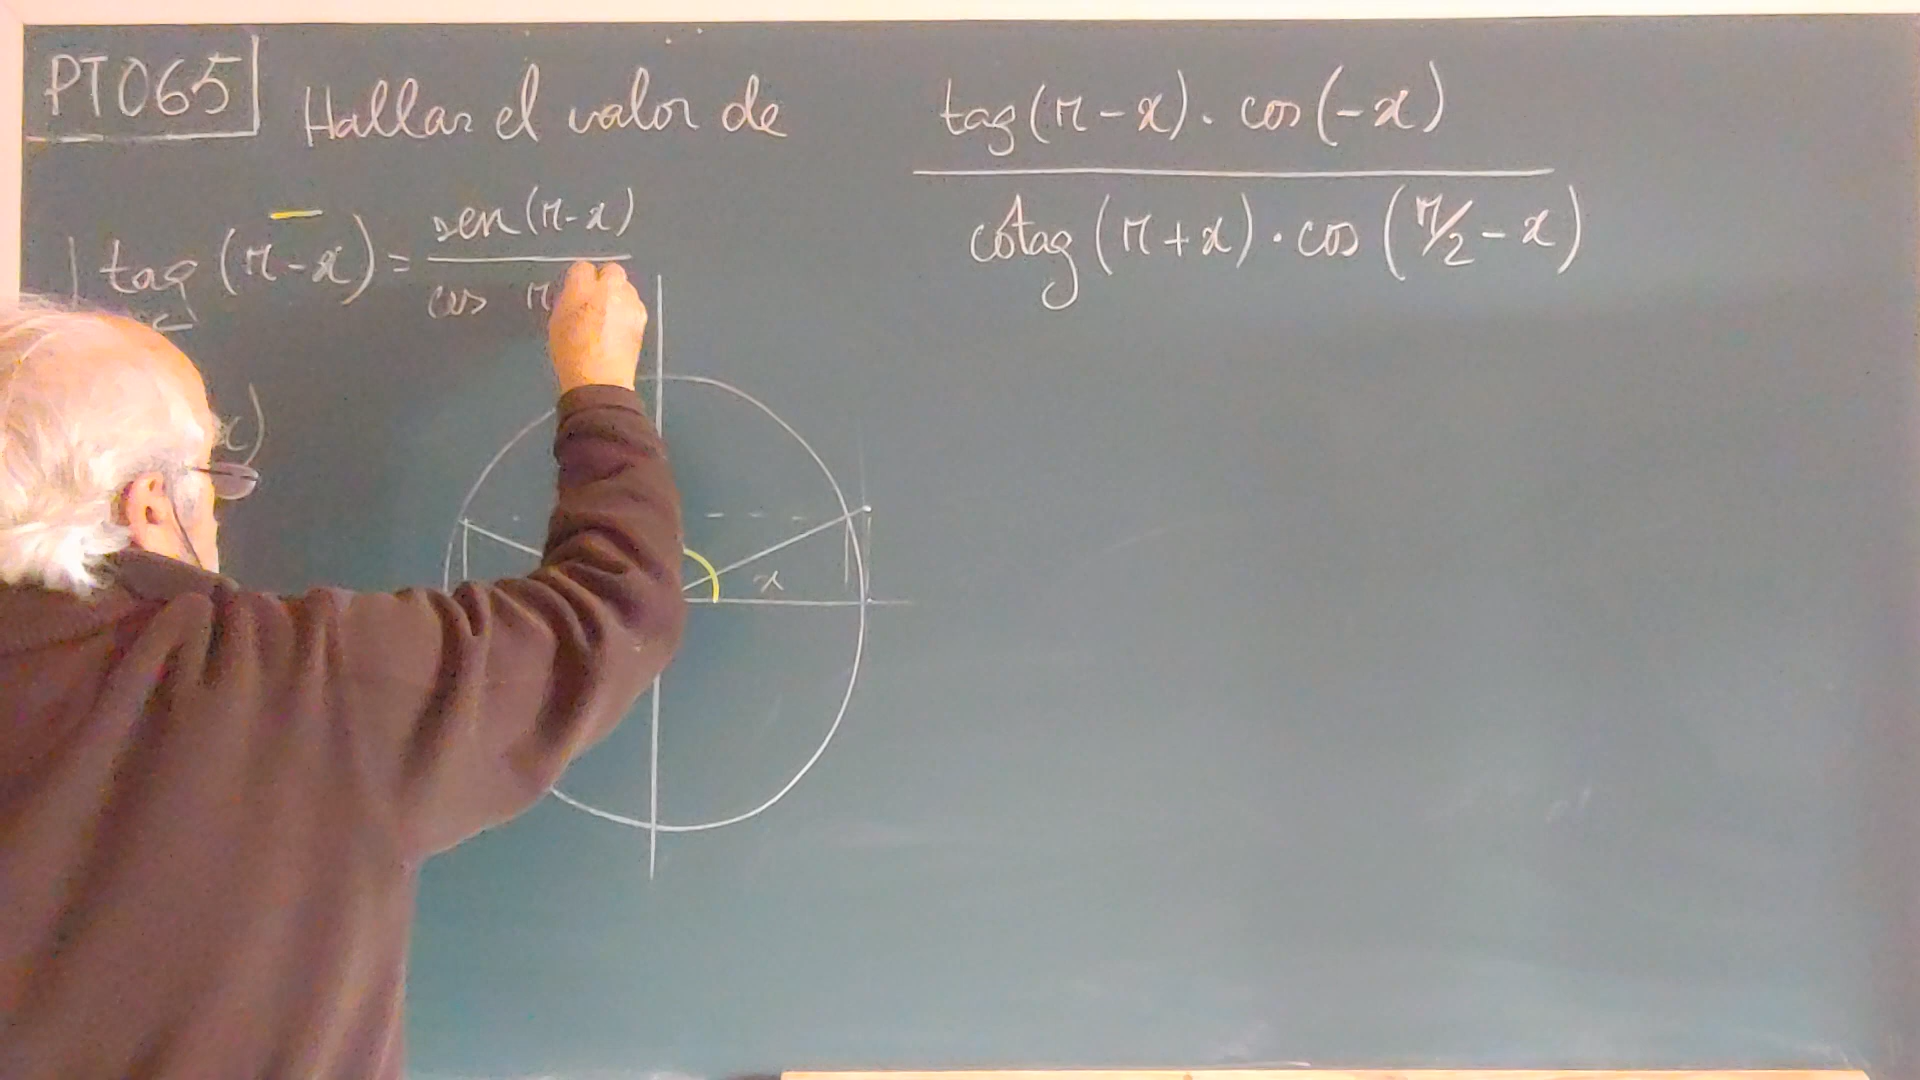 PT065
Hallar el valor de
tag(π-x) · cos(-x)
cotag(π+x) · cos(π/2-x)
tag(π-x) = sen(π-x)
cos π
x)
x